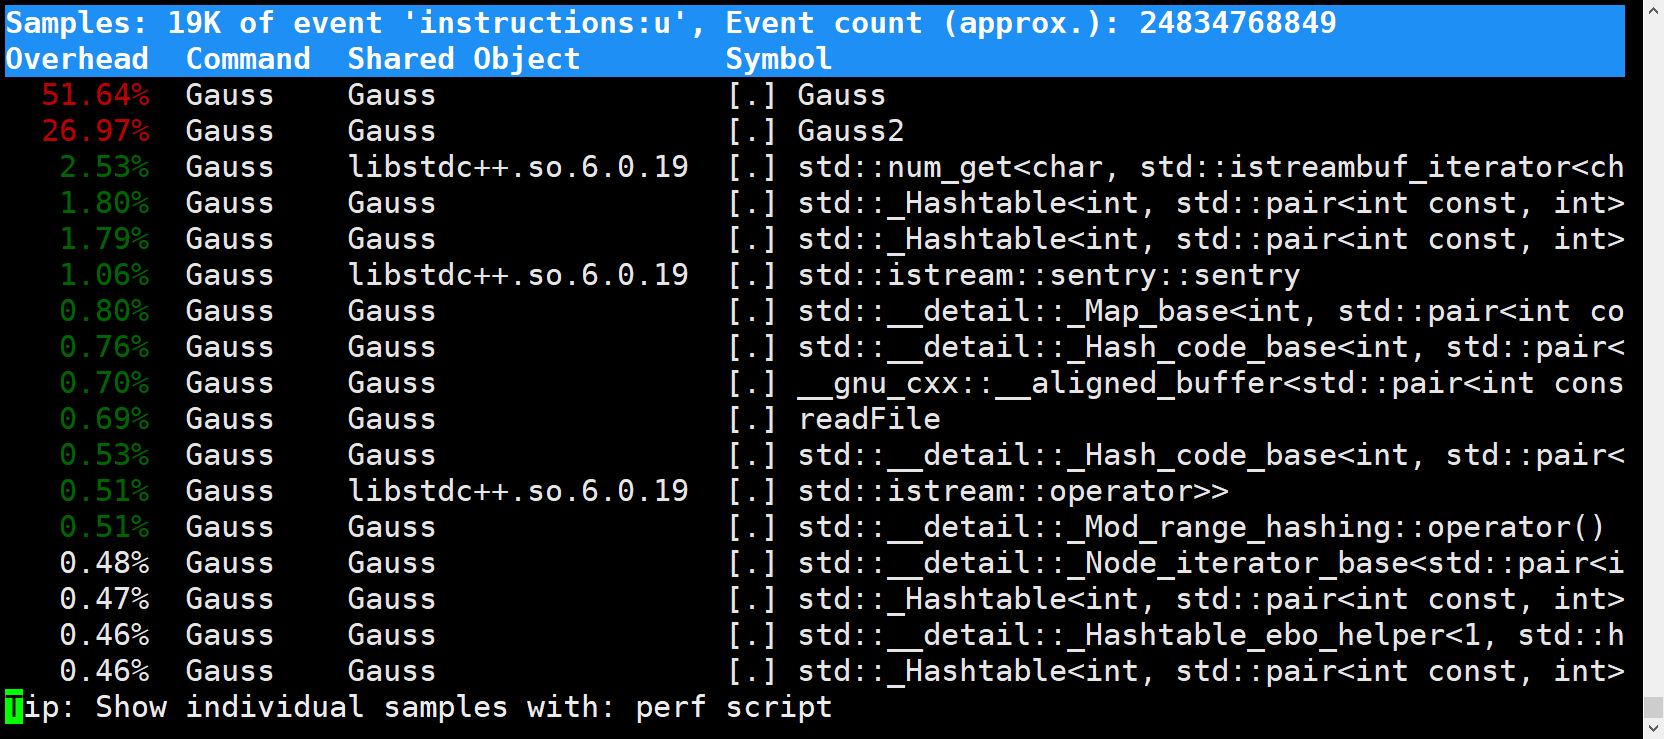 Samples: 19K of event 'instructions:u', Event count (approx.): 24834768849
Overhead  Command  Shared Object        Symbol
  51.64%  Gauss    Gauss                [.] Gauss
  26.97%  Gauss    Gauss                [.] Gauss2
   2.53%  Gauss    libstdc++.so.6.0.19  [.] std::num_get<char, std::istreambuf_iterator<ch
   1.80%  Gauss    Gauss                [.] std::_Hashtable<int, std::pair<int const, int>
   1.79%  Gauss    Gauss                [.] std::_Hashtable<int, std::pair<int const, int>
   1.06%  Gauss    libstdc++.so.6.0.19  [.] std::istream::sentry::sentry
   0.80%  Gauss    Gauss                [.] std::__detail::_Map_base<int, std::pair<int co
   0.76%  Gauss    Gauss                [.] std::__detail::_Hash_code_base<int, std::pair<
   0.70%  Gauss    Gauss                [.] __gnu_cxx::__aligned_buffer<std::pair<int cons
   0.69%  Gauss    Gauss                [.] readFile
   0.53%  Gauss    Gauss                [.] std::__detail::_Hash_code_base<int, std::pair<
   0.51%  Gauss    libstdc++.so.6.0.19  [.] std::istream::operator>>
   0.51%  Gauss    Gauss                [.] std::__detail::_Mod_range_hashing::operator()
   0.48%  Gauss    Gauss                [.] std::__detail::_Node_iterator_base<std::pair<i
   0.47%  Gauss    Gauss                [.] std::_Hashtable<int, std::pair<int const, int>
   0.46%  Gauss    Gauss                [.] std::__detail::_Hashtable_ebo_helper<1, std::h
   0.46%  Gauss    Gauss                [.] std::_Hashtable<int, std::pair<int const, int>
Tip: Show individual samples with: perf script